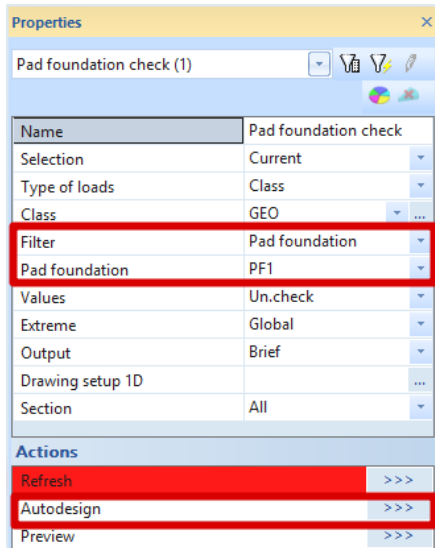 Properties
Pad foundation check (1)
Name Pad foundation check
Selection Current
Type of loads Class
Class GEO ...
Filter Pad foundation
Pad foundation PF1
Values Un.check
Extreme Global
Output Brief
Drawing setup 1D ...
Section All
Actions
Refresh >>>
Autodesign >>>
Preview >>>